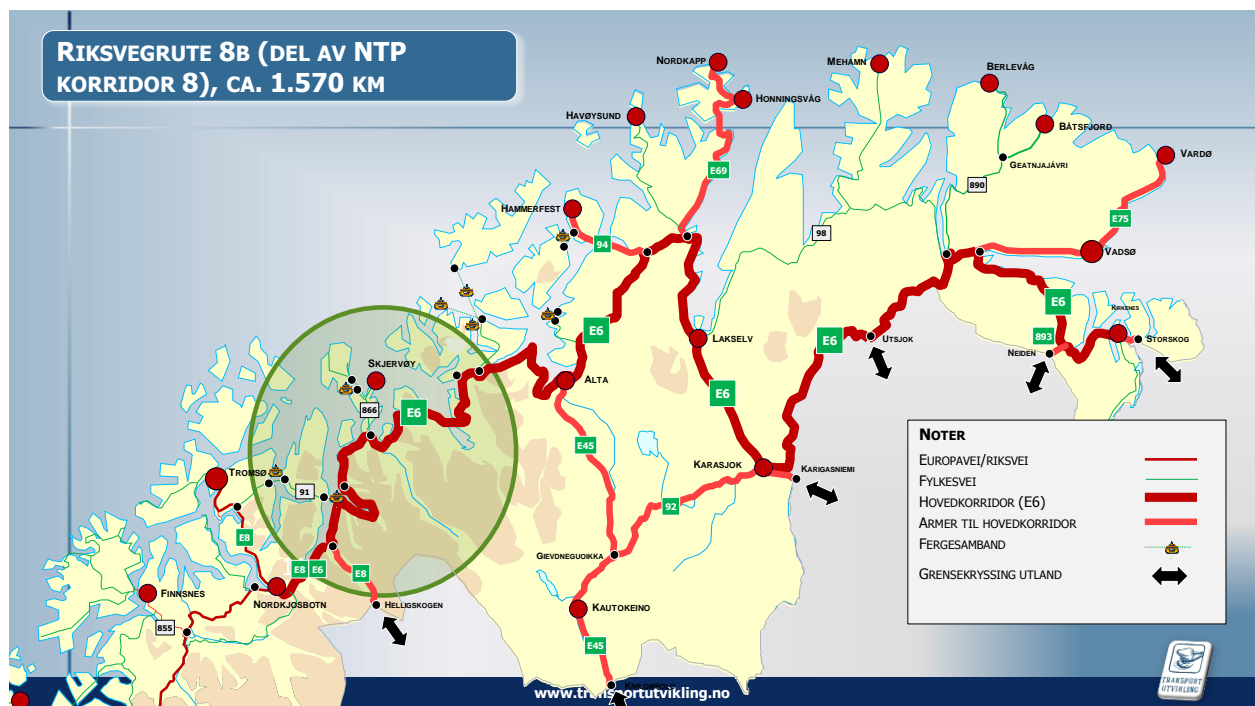 RIKSVEGRUTE 8B (DEL AV NTP
KORRIDOR 8), CA. 1.570 KM
NORDKAPP
MEHAMN
BERLEVÅG
HONNINGSVÅG
HAVØYSUND
BÅTSFJORD
VARDØ
GEATNJAJÁVRI
E69
890
HAMMERFEST
E75
98
94
VADSØ
E6
E6
KIRKENES
E6
LAKSELV
UTSJOK
893
STORSKOG
NEIDEN
SKJERVØY
ALTA
E6
866
E6
NOTER
EUROPAVEI/RIKSVEI
FYLKESVEI
HOVEDKORRIDOR (E6)
ARMER TIL HOVEDKORRIDOR
FERGESAMBAND
GRENSEKRYSSING UTLAND
E45
TROMSØ
KARASJOK
KARIGASNIEMI
91
92
E8
GIEVDNEGUOIKKA
E8 E6
E8
FINNSNES
NORDKJOSBOTN
HELLIGSKOGEN
KAUTOKEINO
855
E45
www.transportutvikling.no
TRANSPORT
UTVIKLING